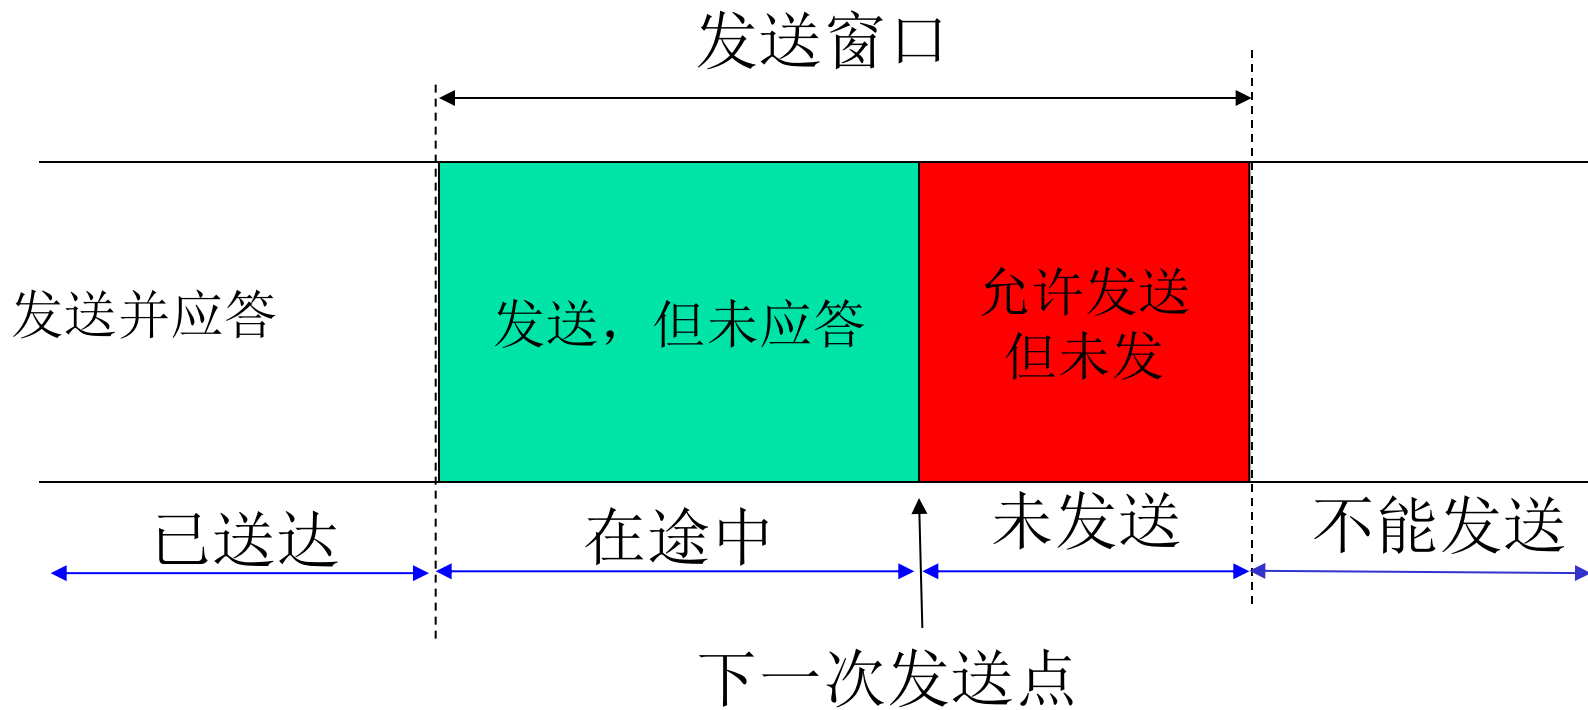 发送窗口
发送并应答
发送，但未应答
允许发送
但未发
已送达
在途中
未发送
不能发送
下一次发送点